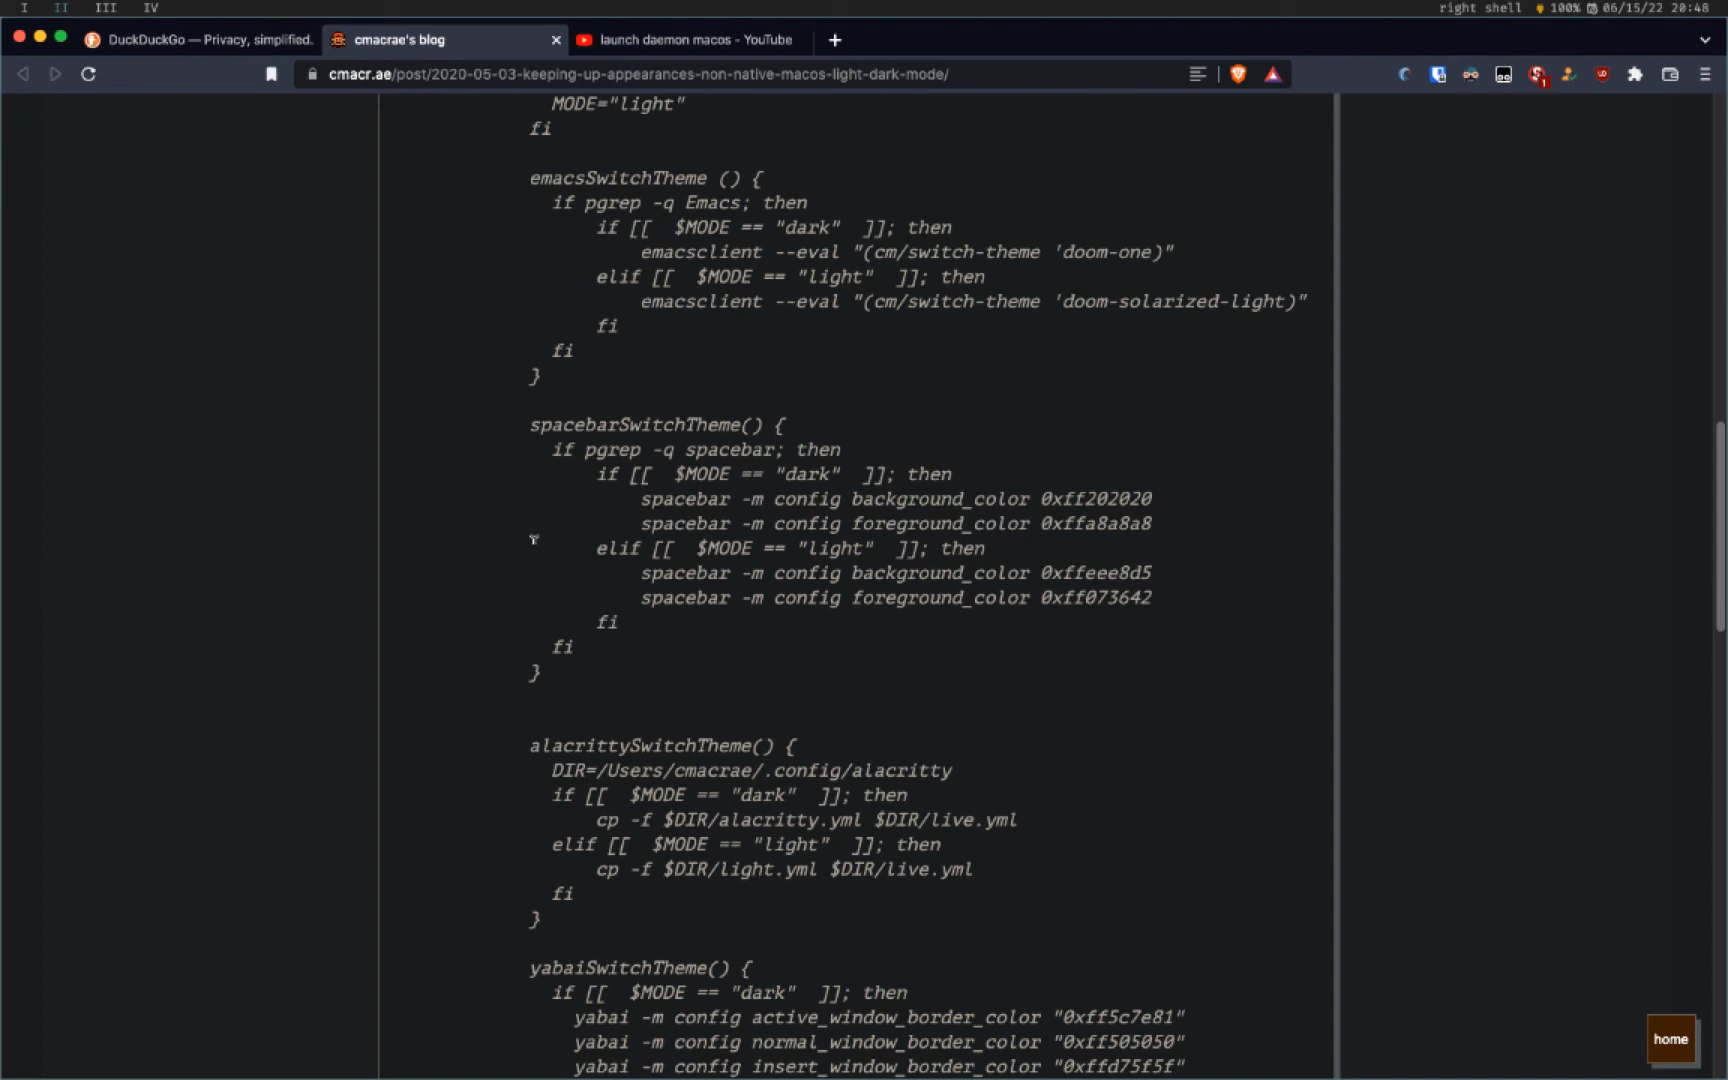 I II III IV right shell 100% 06/15/22 20:48
DuckDuckGo — Privacy, simplified. cmacrae's blog launch daemon macos - YouTube
cmacr.ae/post/2020-05-03-keeping-up-appearances-non-native-macos-light-dark-mode/
MODE="light"
fi
emacsSwitchTheme () {
if pgrep -q Emacs; then
if [[ $MODE == "dark" ]]; then
emacsclient --eval "(cm/switch-theme 'doom-one)"
elif [[ $MODE == "light" ]]; then
emacsclient --eval "(cm/switch-theme 'doom-solarized-light)"
fi
fi
}
spacebarSwitchTheme() {
if pgrep -q spacebar; then
if [[ $MODE == "dark" ]]; then
spacebar -m config background_color 0xff202020
spacebar -m config foreground_color 0xffa8a8a8
elif [[ $MODE == "light" ]]; then
spacebar -m config background_color 0xffeee8d5
spacebar -m config foreground_color 0xff073642
fi
fi
}
alacrittySwitchTheme() {
DIR=/Users/cmacrae/.config/alacritty
if [[ $MODE == "dark" ]]; then
cp -f $DIR/alacritty.yml $DIR/live.yml
elif [[ $MODE == "light" ]]; then
cp -f $DIR/light.yml $DIR/live.yml
fi
}
yabaiSwitchTheme() {
if [[ $MODE == "dark" ]]; then
yabai -m config active_window_border_color "0xff5c7e81"
yabai -m config normal_window_border_color "0xff505050"
yabai -m config insert_window_border_color "0xffd75f5f"
home